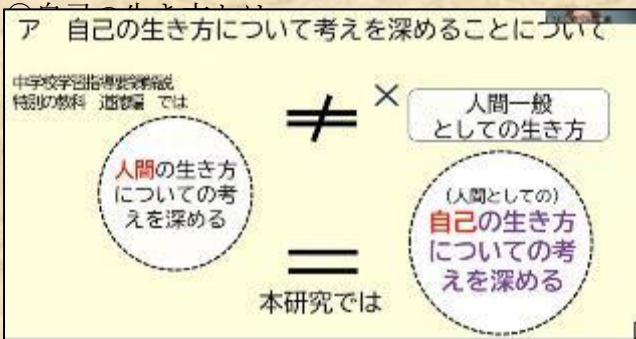 ア 自己の生き方について考えを深めることについて
中学校学習指導要領解説
特別の教科 道徳編 では
人間の生き方
についての考
えを深める
≠
×
人間一般
としての生き方
=
本研究では
(人間としての)
自己の生き方
についての考
えを深める